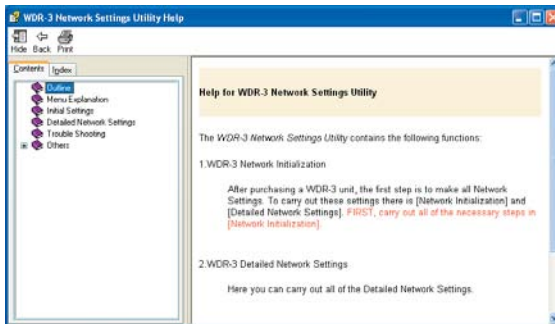 WDR-3 Network Settings Utility Help
Hide Back Print
Contents Index
Outline
Menu Explanation
Initial Settings
Detailed Network Settings
Trouble Shooting
Others
Help for WDR-3 Network Settings Utility
The WDR-3 Network Settings Utility contains the following functions:
1.WDR-3 Network Initialization
After purchasing a WDR-3 unit, the first step is to make all Network
Settings. To carry out these settings there is [Network Initialization] and
[Detailed Network Settings]. FIRST, carry out all of the necessary steps in
[Network Initialization].
2.WDR-3 Detailed Network Settings
Here you can carry out all of the Detailed Network Settings.